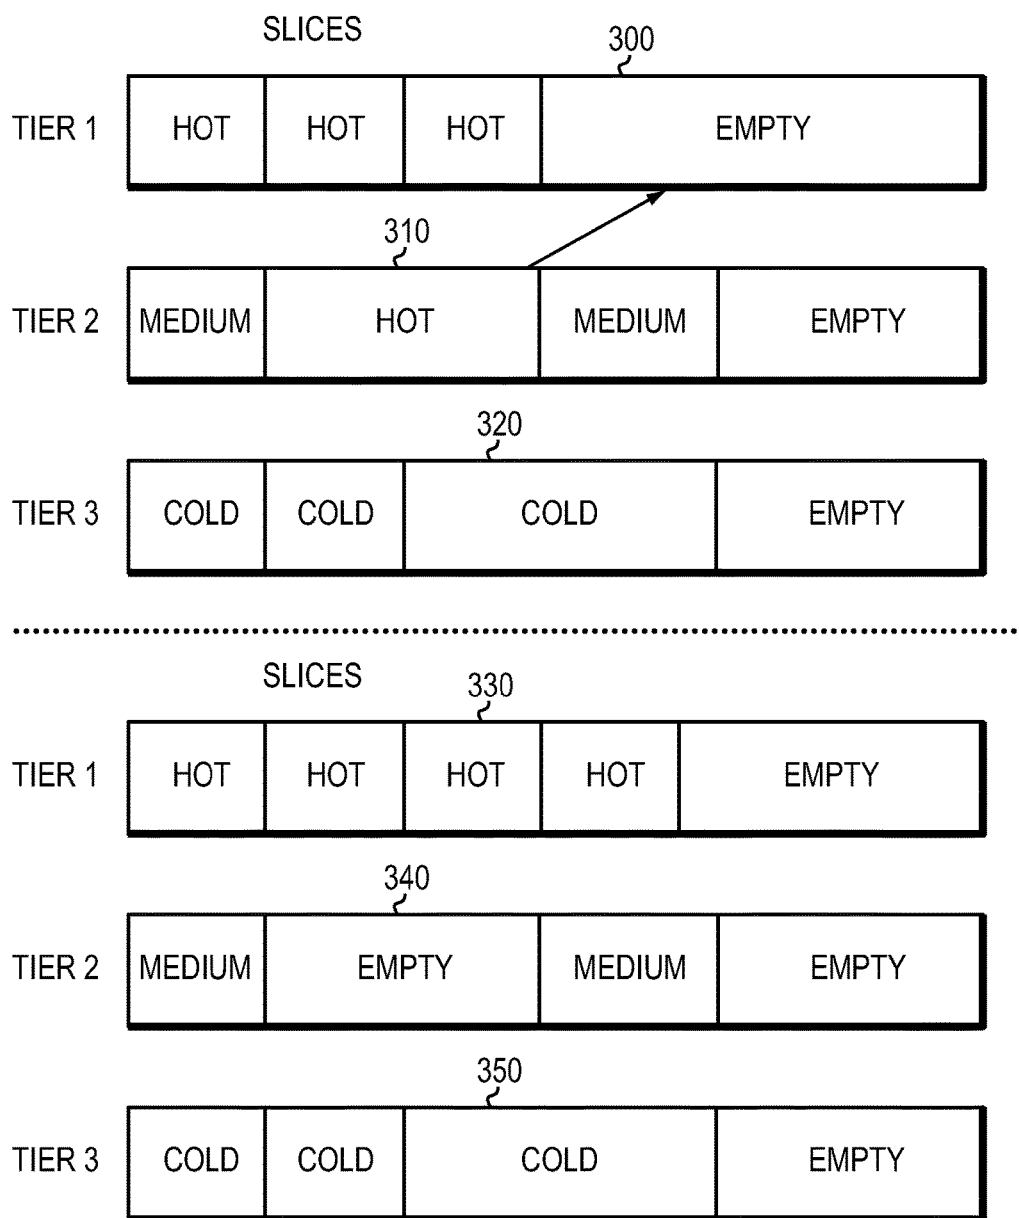 SLICES
300
TIER 1 HOT HOT HOT EMPTY
310
TIER 2 MEDIUM HOT MEDIUM EMPTY
320
TIER 3 COLD COLD COLD EMPTY
SLICES
330
TIER 1 HOT HOT HOT HOT EMPTY
340
TIER 2 MEDIUM EMPTY MEDIUM EMPTY
350
TIER 3 COLD COLD COLD EMPTY